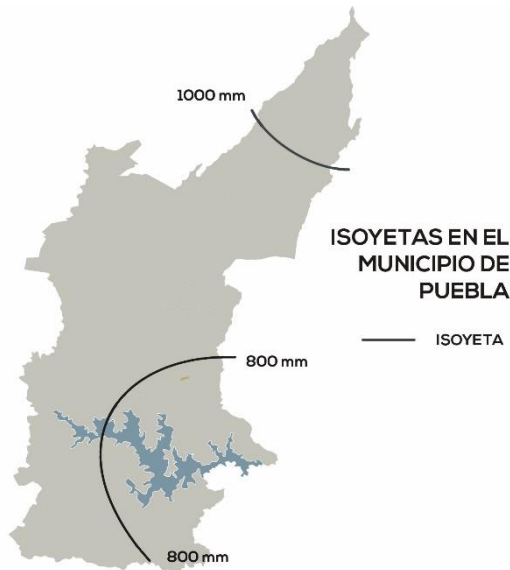 1000 mm
ISOYETAS EN EL
MUNICIPIO DE
PUEBLA
ISOYETA
800 mm
800 mm